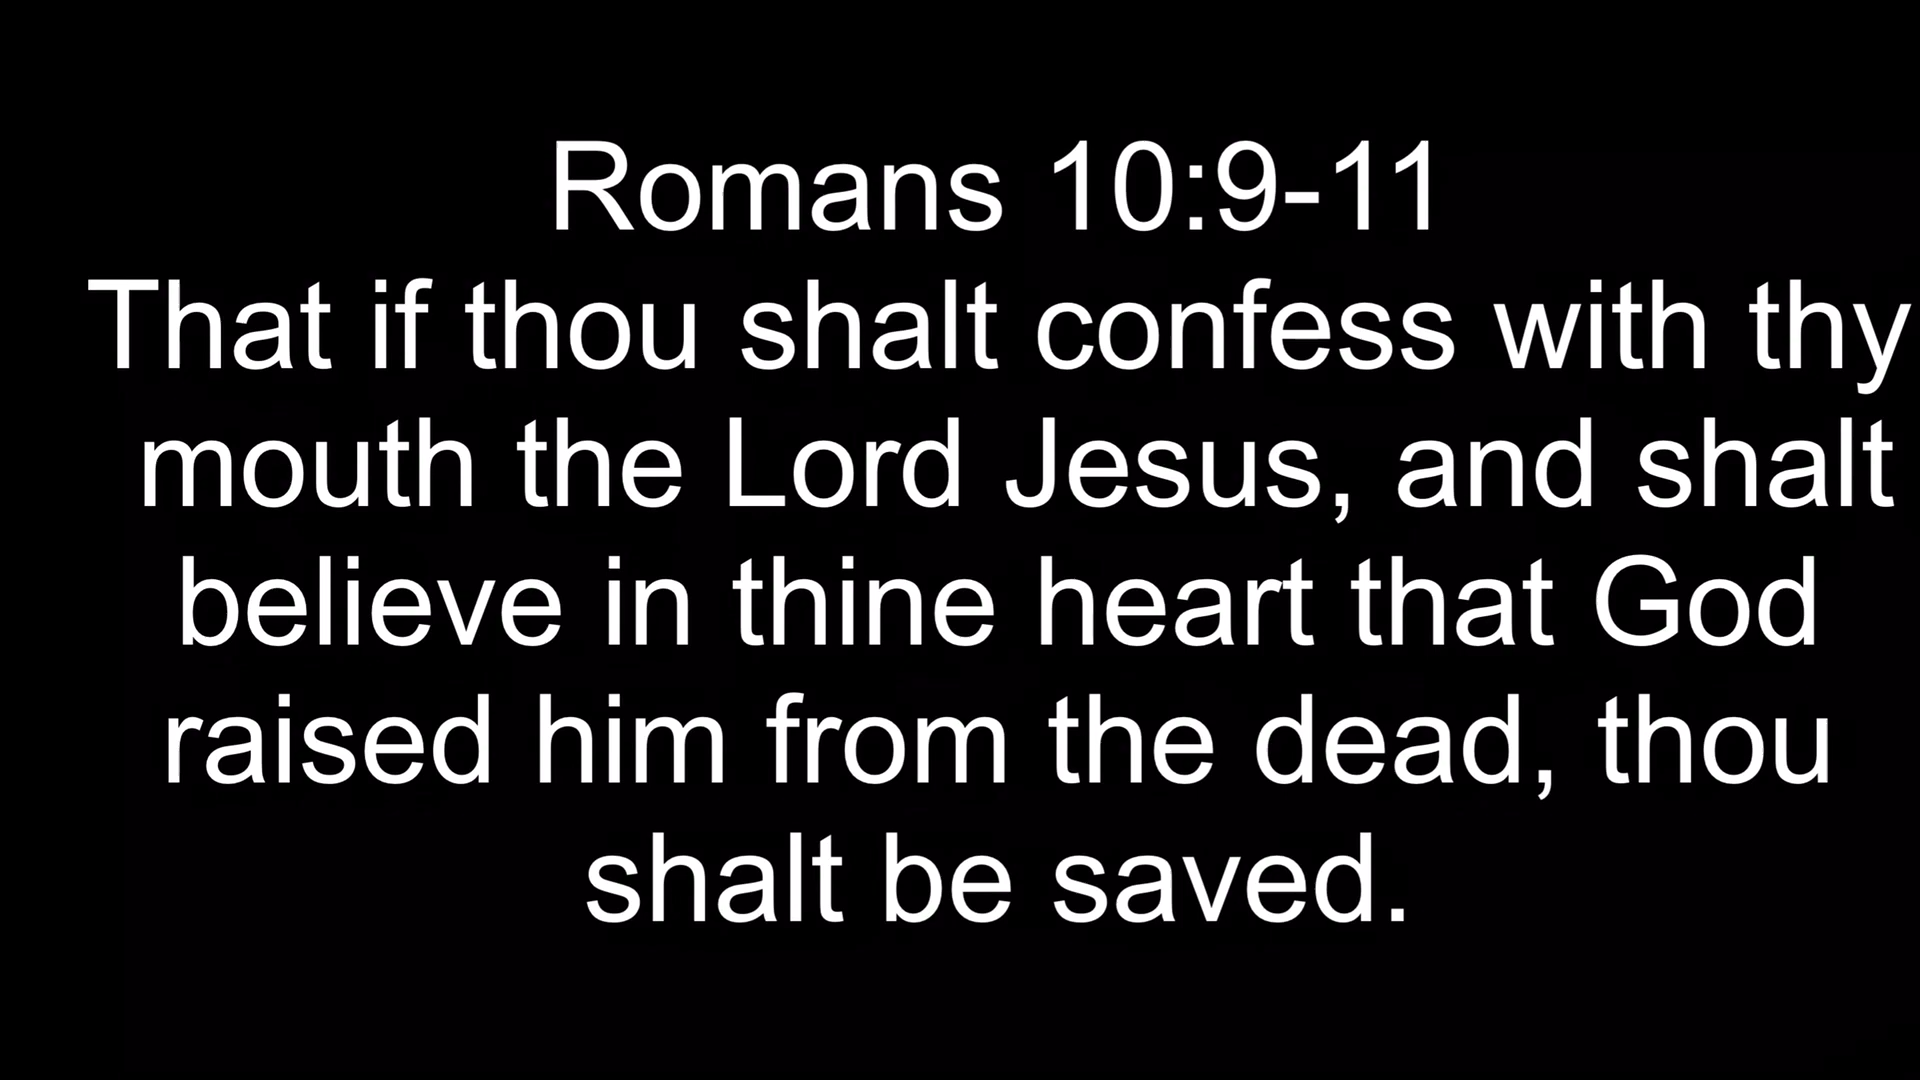 Romans 10:9-11
That if thou shalt confess with thy
mouth the Lord Jesus, and shalt
believe in thine heart that God
raised him from the dead, thou
shalt be saved.